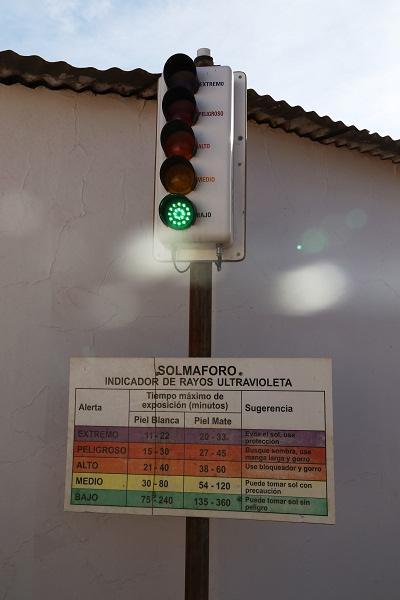 EXTREMO
PELIGROSO
ALTO
MEDIO
BAJO
SOLMAFORO
INDICADOR DE RAYOS ULTRAVIOLETA
Alerta
Tiempo máximo de
exposición (minutos)
Sugerencia
Piel Blanca Piel Mate
EXTREMO 11 - 22 20 - 33 Evite el sol, use
protección
PELIGROSO 15 - 30 27 - 45 Busque sombra, use
manga larga y gorro
ALTO 21 - 40 38 - 60 Use bloqueador y gorro
MEDIO 30 - 80 54 - 120 Puede tomar sol con
precaución
BAJO 75 - 240 135 - 360 Puede tomar sol sin
peligro